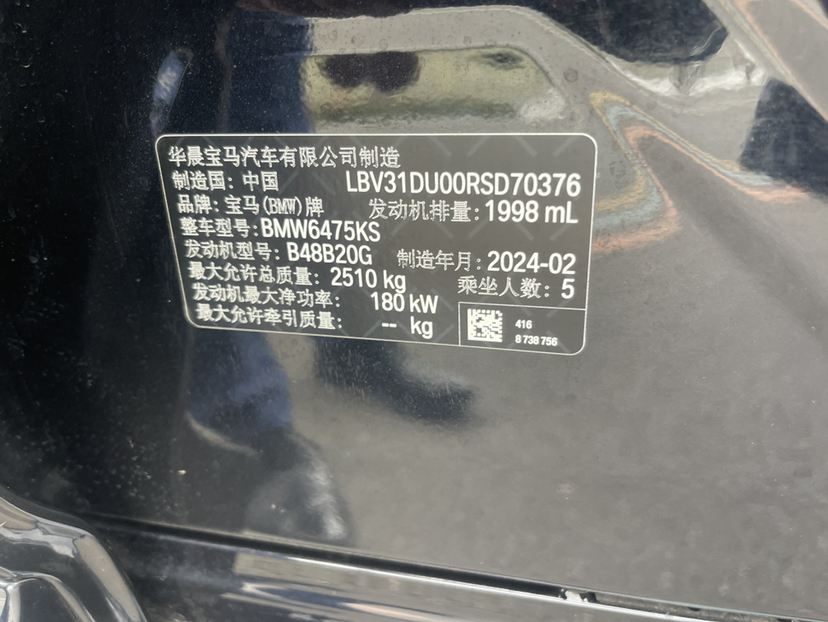 华晨宝马汽车有限公司制造
制造国：中国 LBV31DU00RSD70376
品牌：宝马(BMW)牌 发动机排量：1998 mL
整车型号：BMW6475KS
发动机型号：B48B20G 制造年月：2024-02
最大允许总质量：2510 kg 乘坐人数：5
发动机最大净功率： 180 kW
最大允许牵引质量： -- kg
416
8 738 756